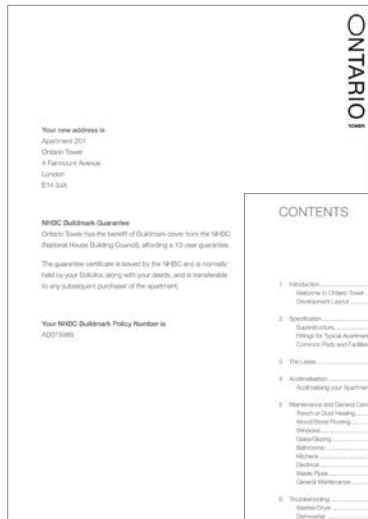 ONTARIO
TOWER
Your new address is
Apartment 201
Ontario Tower
4 Fairmount Avenue
London
E14 9JA
NHBC Buildmark Guarantee
Ontario Tower has the benefit of Buildmark cover from the NHBC
(National House Building Council), affording a 10-year guarantee.
The guarantee certificate is issued by the NHBC and is normally
held by your Solicitor, along with your deeds, and is transferable
to any subsequent purchaser of the apartment.
Your NHBC Buildmark Policy Number is
AD075989
CONTENTS
1 Introduction
Welcome to Ontario Tower
Development Layout
2 Specification
Superstructure
Fittings for Typical Apartment
Common Parts and Facilities
3 The Lease
4 Acclimatisation
Acclimatising your Apartment
5 Maintenance and General Care
Trench or Duct Heating
Wood/Stone Flooring
Windows
Glass/Glazing
Bathrooms
Kitchens
Electrical
Waste Pipes
General Maintenance
6 Troubleshooting
Washer/Dryer
Dishwasher